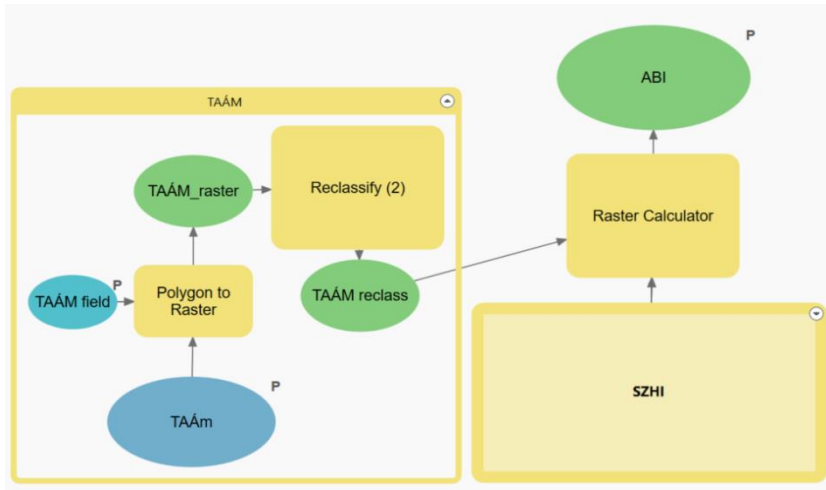 P
ABI
TAÁM
TAÁM_raster
Reclassify (2)
Raster Calculator
P
TAÁM field
Polygon to
Raster
TAÁM reclass
P
TAÁm
SZHI